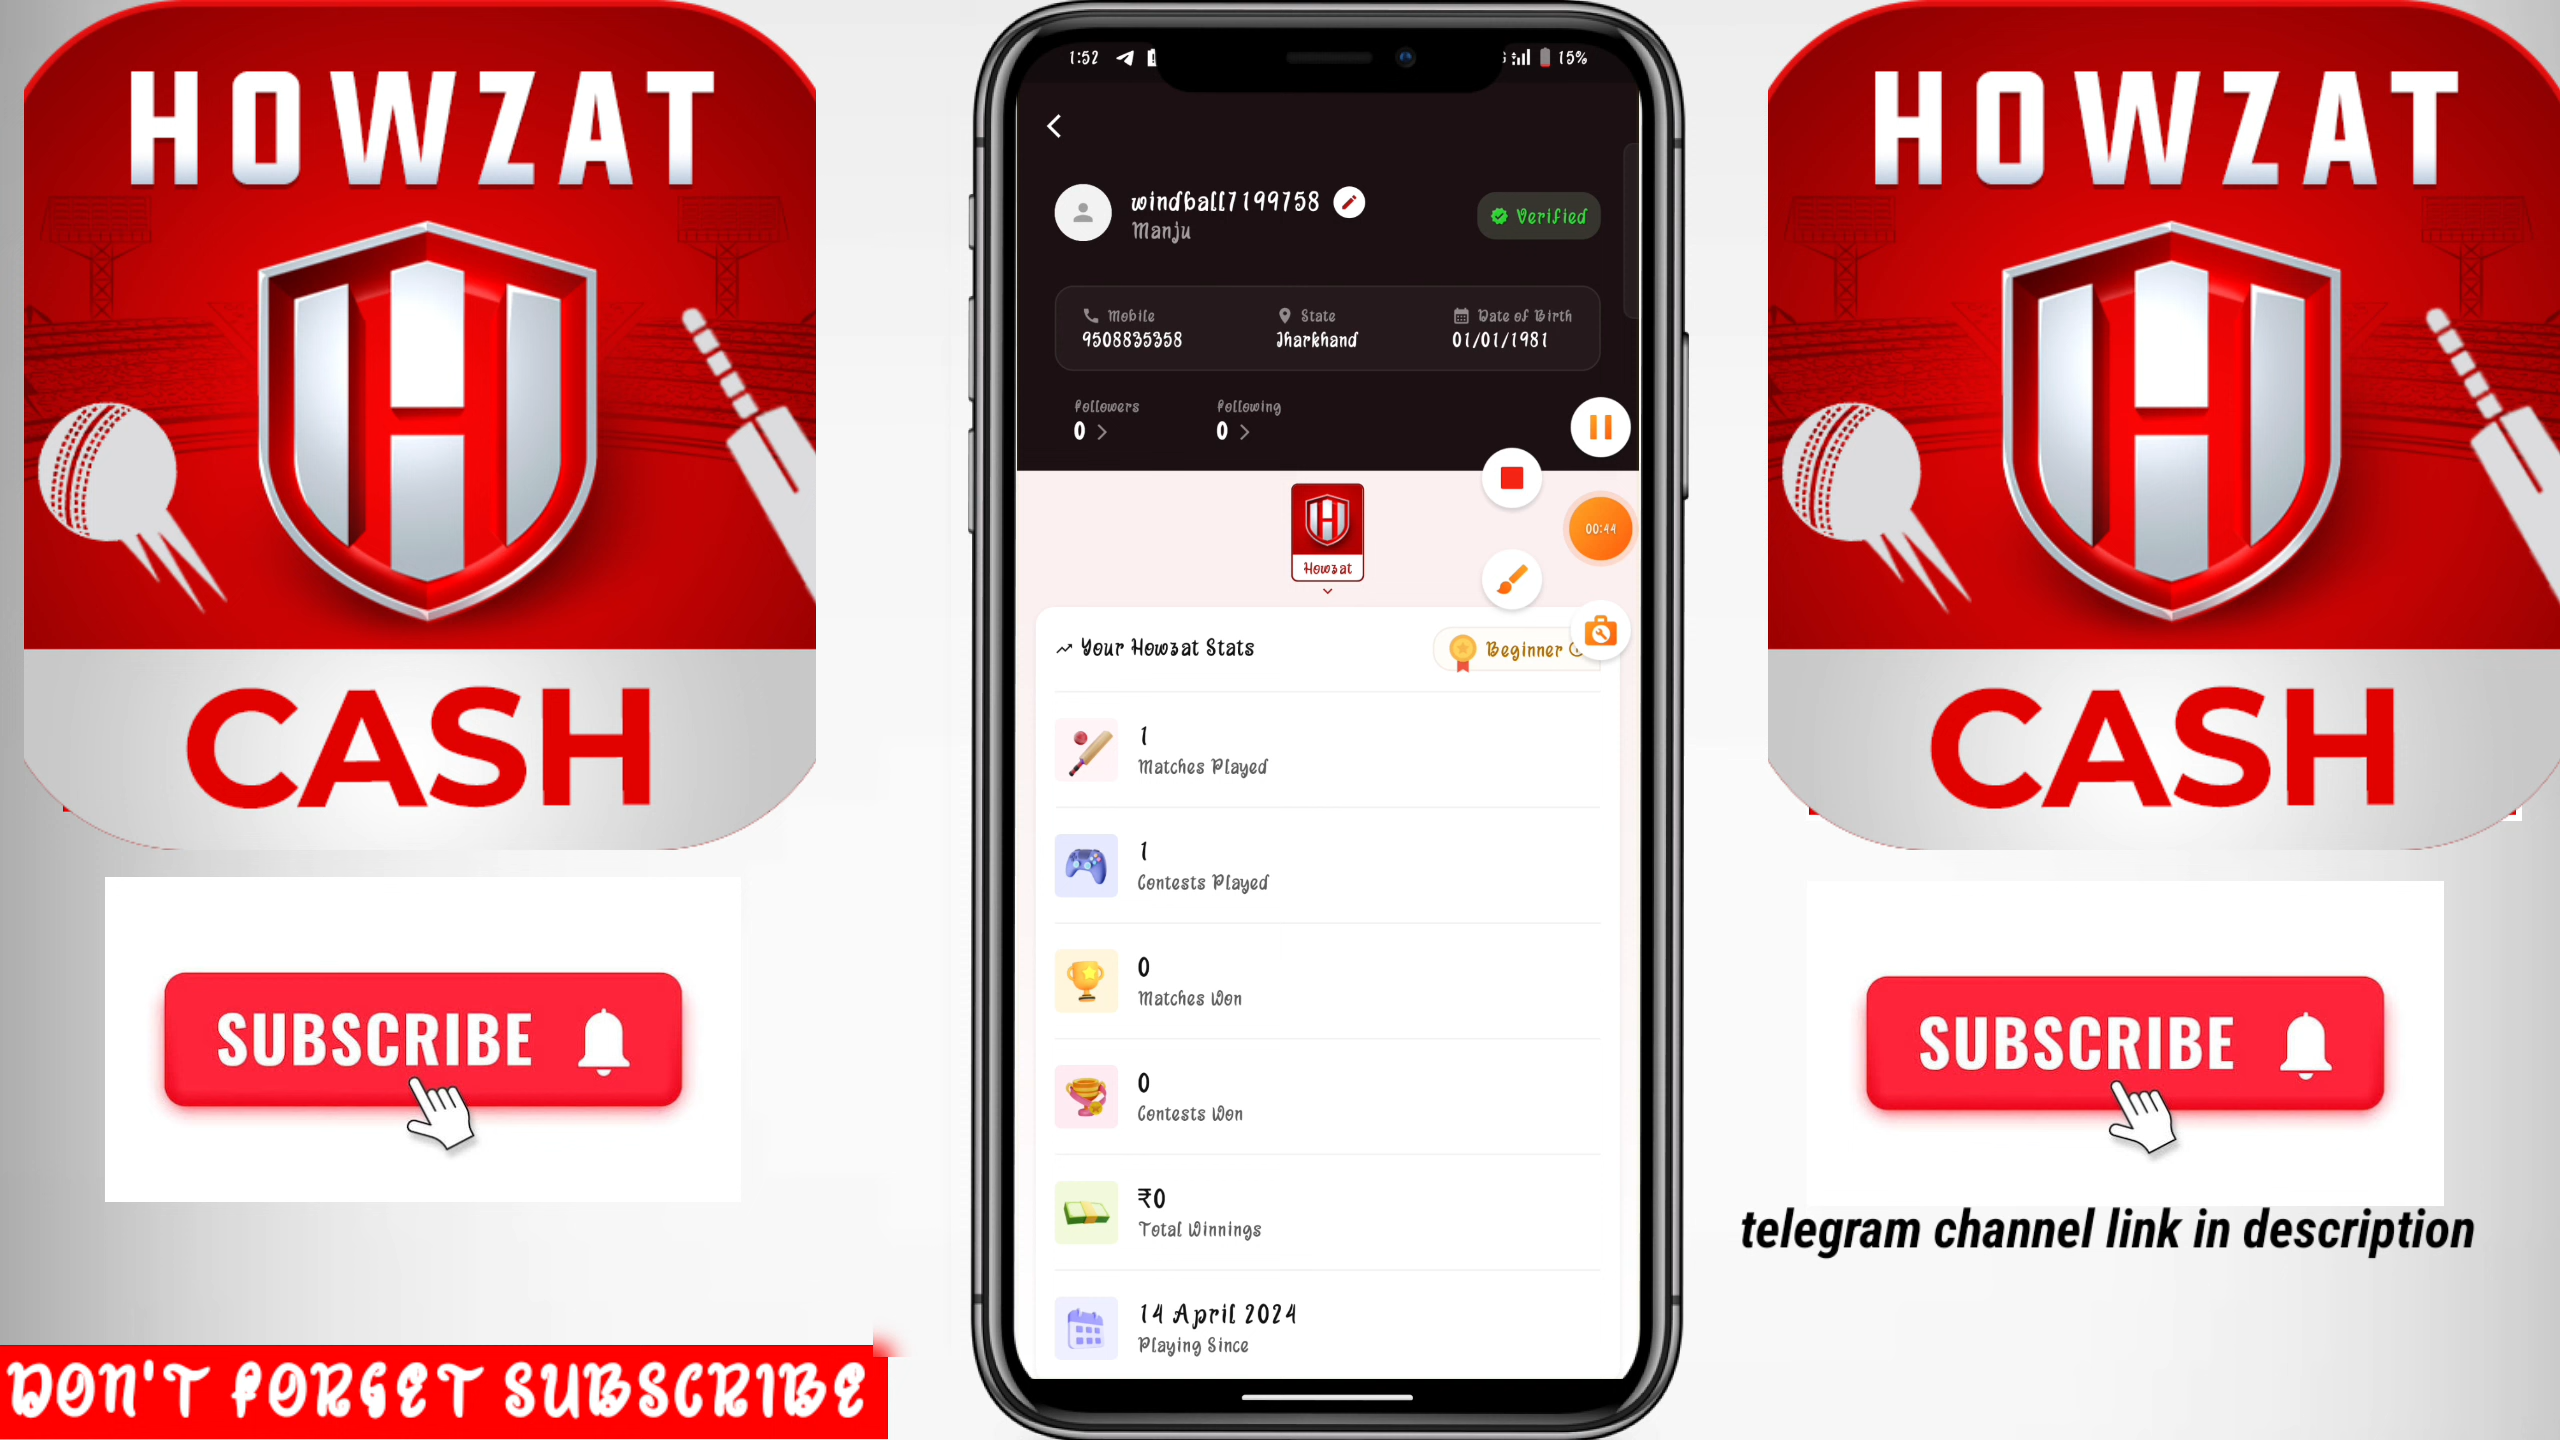 HOWZAT
CASH
SUBSCRIBE
DON'T FORGET SUBSCRIBE
1:52
15%
windball7199758
Manju
Verified
Mobile
9508835358
State
Jharkhand
Date of Birth
01/01/1981
Followers
0
Following
0
00:44
Howzat
Your Howzat Stats
Beginner
1
Matches Played
1
Contests Played
0
Matches Won
0
Contests Won
₹0
Total Winnings
14 April 2024
Playing Since
HOWZAT
CASH
SUBSCRIBE
telegram channel link in description